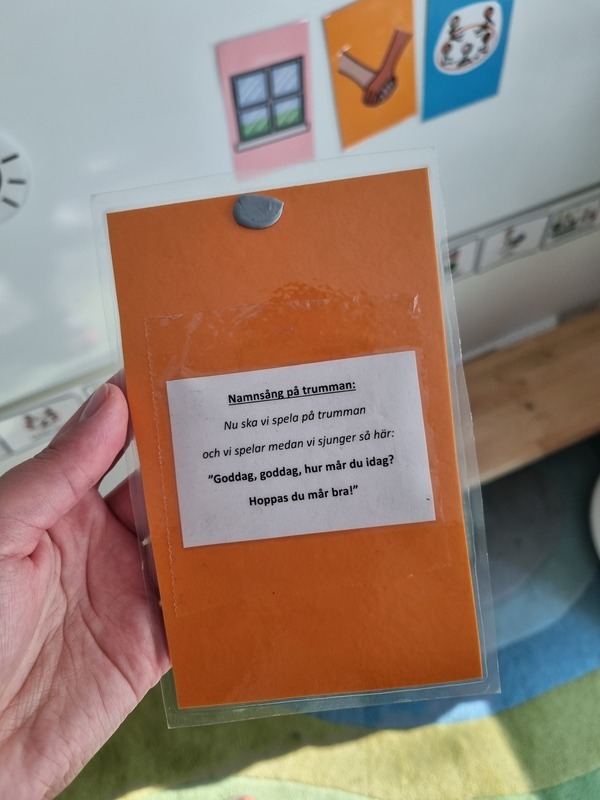 Namnsång på trumman:
Nu ska vi spela på trumman
och vi spelar medan vi sjunger så här:
”Goddag, goddag, hur mår du idag?
Hoppas du mår bra!”